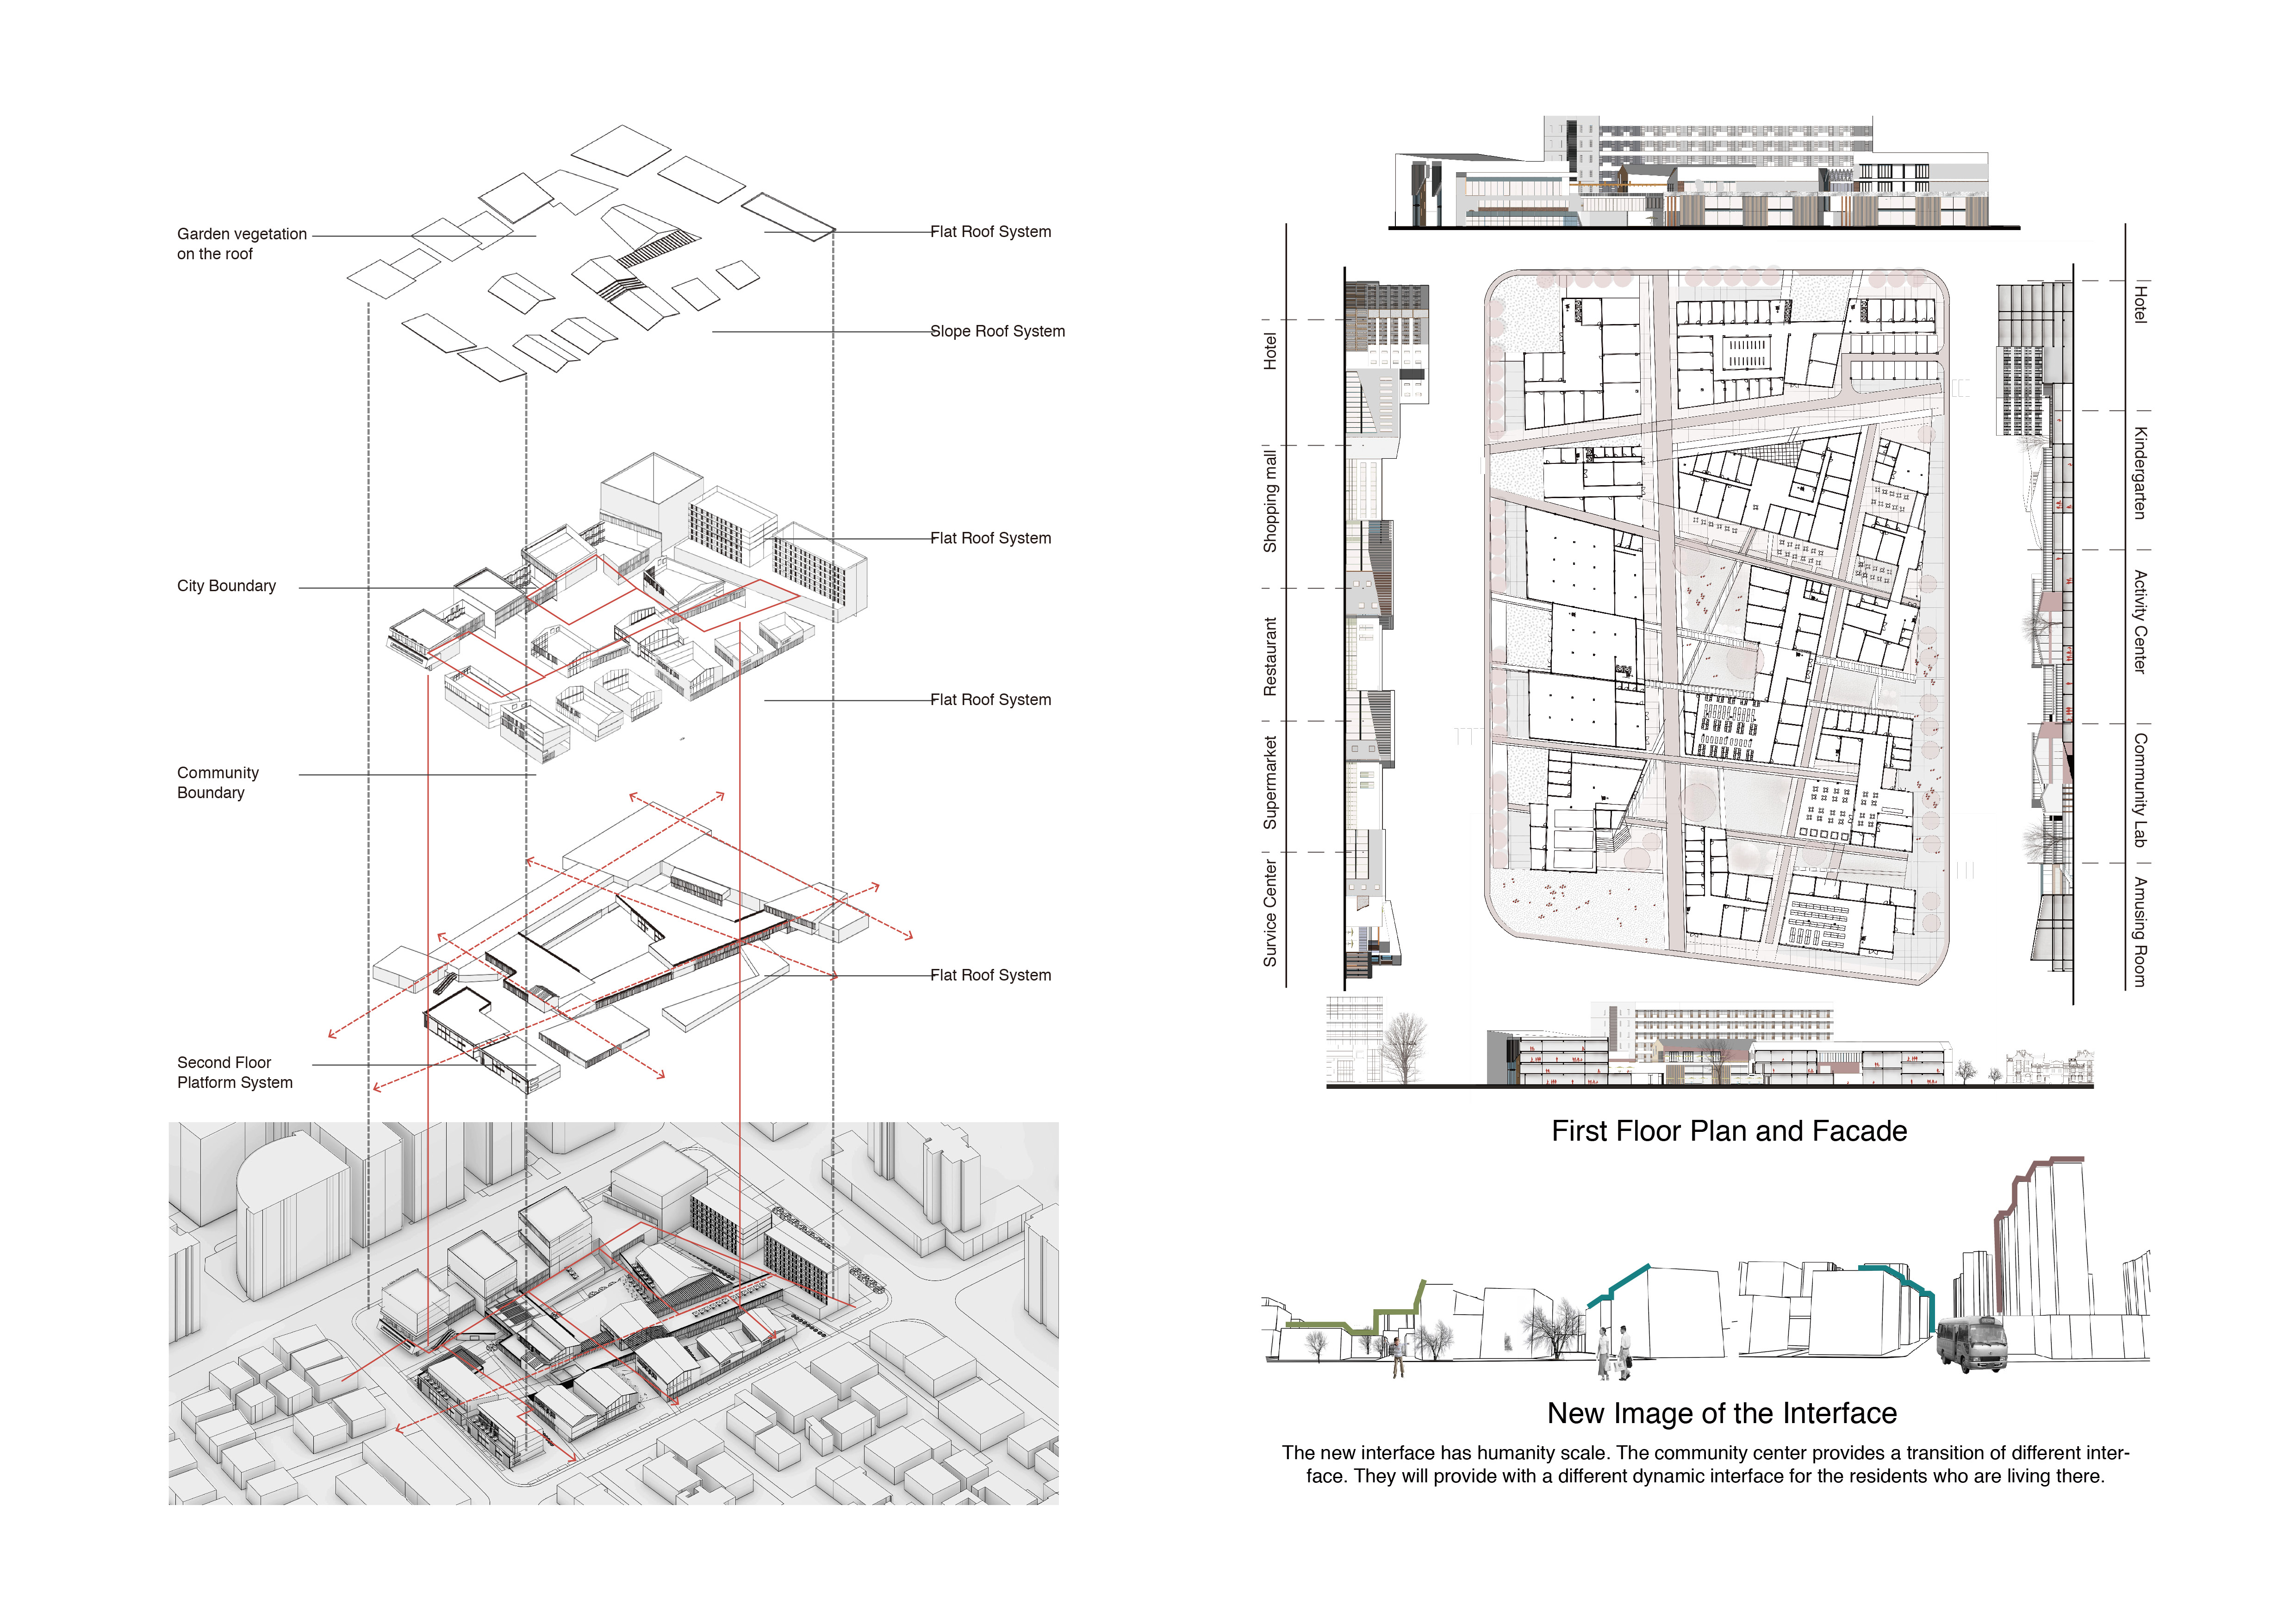 Garden vegetation
on the roof
Flat Roof System
Slope Roof System
Flat Roof System
City Boundary
Flat Roof System
Community
Boundary
Flat Roof System
Second Floor
Platform System
Hotel
Shopping mall
Restaurant
Supermarket
Survice Center
Hotel
Kindergarten
Activity Center
Community Lab
Amusing Room
First Floor Plan and Facade
New Image of the Interface
The new interface has humanity scale. The community center provides a transition of different inter-
face. They will provide with a different dynamic interface for the residents who are living there.